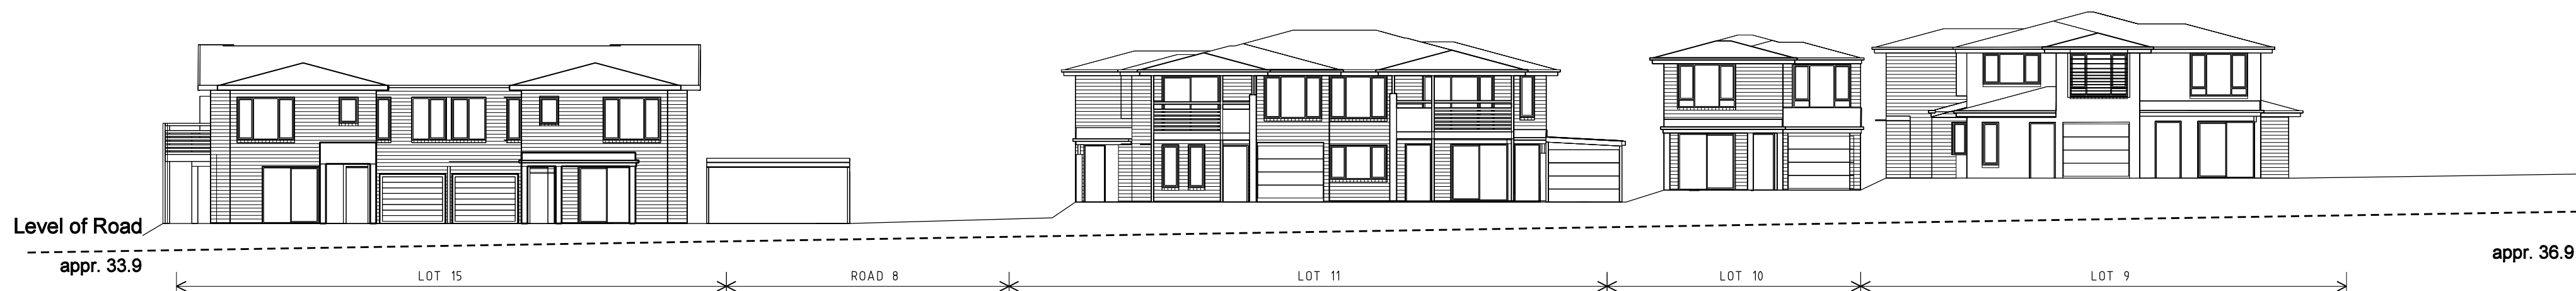 Level of Road
appr. 33.9
appr. 36.9
LOT 15
ROAD 8
LOT 11
LOT 10
LOT 9